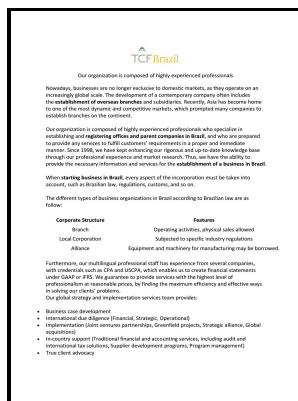 TCF Brazil
Our organization is composed of highly experienced professionals
Nowadays, businesses are no longer exclusive to domestic markets, as they operate on an
increasingly global scale. The development of a contemporary company often includes
the establishment of overseas branches and subsidiaries. Recently, Asia has become home
to one of the most dynamic and competitive markets, which prompted many companies to
establish branches on the continent.
Our organization is composed of highly experienced professionals who specialize in
establishing and registering offices and parent companies in Brazil, and who are prepared
to provide any services to fulfill customers' requirements in a proper and immediate
manner. Since 1998, we have kept enhancing our rigorous and up-to-date knowledge base
through our professional experience and market research. Thus, we have the ability to
provide the necessary information and services for the establishment of a business in Brazil.
When starting business in Brazil, every aspect of the incorporation must be taken into
account, such as Brazilian law, regulations, customs, and so on.
The different types of business organizations in Brazil according to Brazilian law are as
follow:
Corporate Structure Features
Branch Operating activities, physical sales allowed
Local Corporation Subjected to specific industry regulations
Alliance Equipment and machinery for manufacturing may be borrowed.
Furthermore, our multilingual professional staff has experience from several companies,
with credentials such as CPA and USCPA, which enables us to create financial statements
under GAAP or IFRS. We guarantee to provide services with the highest level of
professionalism at reasonable prices, by finding the maximum efficiency and effective ways
in solving our clients' problems.
Our global strategy and implementation services team provides:
• Business case development
• International due diligence (Financial, Strategic, Operational)
• Implementation (Joint ventures partnerships, Greenfield projects, Strategic alliance, Global
acquisitions)
• In-country support (Traditional financial and accounting services, including audit and
international tax solutions, Supplier development programs, Program management)
• True client advocacy